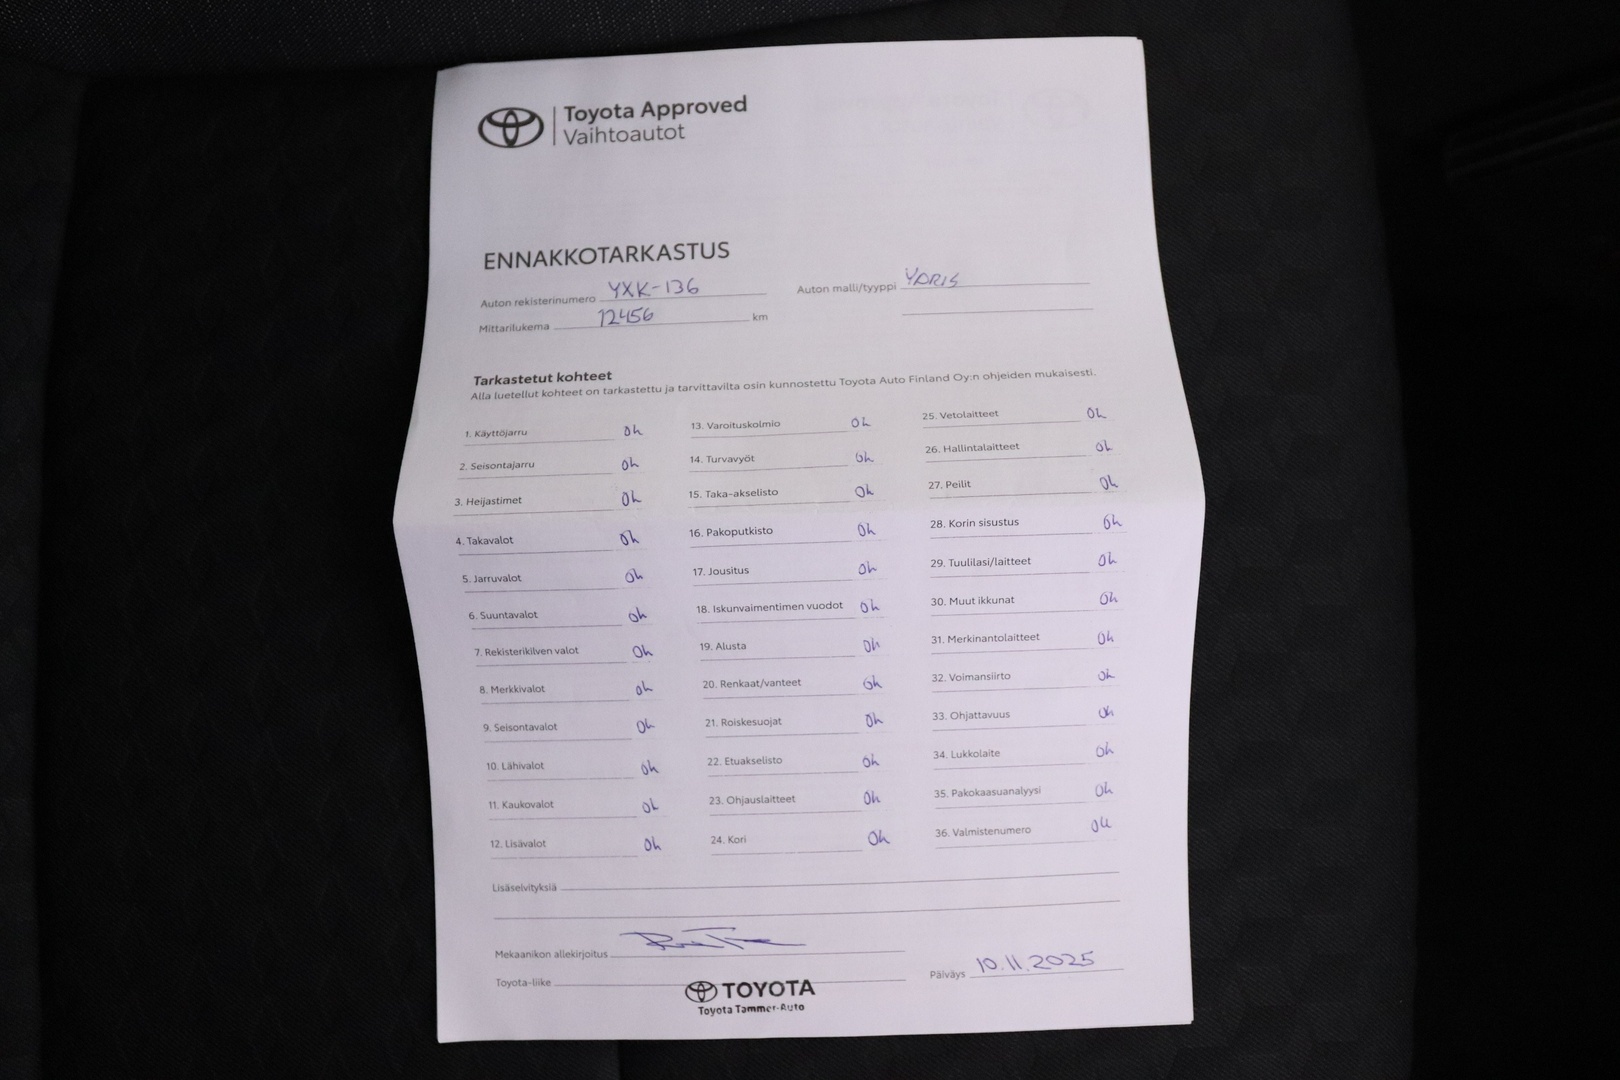 Toyota Approved
Vaihtoautot
ENNAKKOTARKASTUS
Auton rekisterinumero YXK-136
Auton malli/tyyppi YARIS
Mittarilukema 12456 km
Tarkastetut kohteet
Alla luetellut kohteet on tarkastettu ja tarvittavilta osin kunnostettu Toyota Auto Finland Oy:n ohjeiden mukaisesti.
1. Käyttöjarru Ok
2. Seisontajarru Ok
3. Heijastimet Ok
4. Takavalot Ok
5. Jarruvalot Ok
6. Suuntavalot Ok
7. Rekisterikilven valot Ok
8. Merkkivalot Ok
9. Seisontavalot Ok
10. Lähivalot Ok
11. Kaukovalot Ok
12. Lisävalot Ok
13. Varoituskolmio Ok
14. Turvavyöt Ok
15. Taka-akselisto Ok
16. Pakoputkisto Ok
17. Jousitus Ok
18. Iskunvaimentimen vuodot Ok
19. Alusta Ok
20. Renkaat/vanteet Ok
21. Roiskesuojat Ok
22. Etuakselisto Ok
23. Ohjauslaitteet Ok
24. Kori Ok
25. Vetolaitteet Ok
26. Hallintalaitteet Ok
27. Peilit Ok
28. Korin sisustus Ok
29. Tuulilasi/laitteet Ok
30. Muut ikkunat Ok
31. Merkinantolaitteet Ok
32. Voimansiirto Ok
33. Ohjattavuus Ok
34. Lukkolaite Ok
35. Pakokaasuanalyysi Ok
36. Valmistenumero Ok
Lisäselvityksiä
Mekaanikon allekirjoitus
Toyota-liike
TOYOTA
Toyota Tammer-Auto
Päiväys 10.11.2025